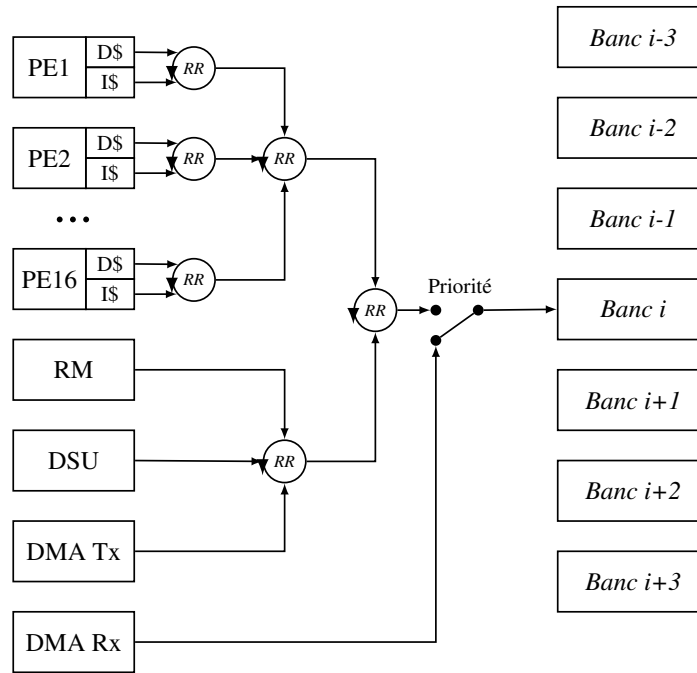 PE1
D$
I$
RR
Banc i-3
PE2
D$
I$
RR
RR
Banc i-2
...
Banc i-1
PE16
D$
I$
RR
Priorité
RR
Banc i
RM
Banc i+1
DSU
RR
Banc i+2
DMA Tx
Banc i+3
DMA Rx